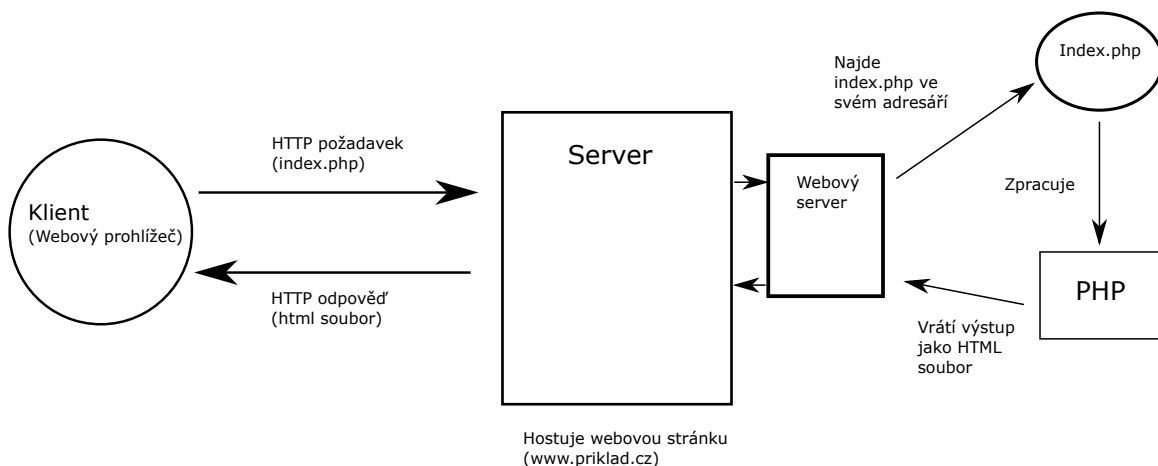 Klient
(Webový prohlížeč)
HTTP požadavek
(index.php)
HTTP odpověď
(html soubor)
Server
Hostuje webovou stránku
(www.priklad.cz)
Webový
server
Najde
index.php ve
svém adresáří
Index.php
Zpracuje
PHP
Vrátí výstup
jako HTML
soubor